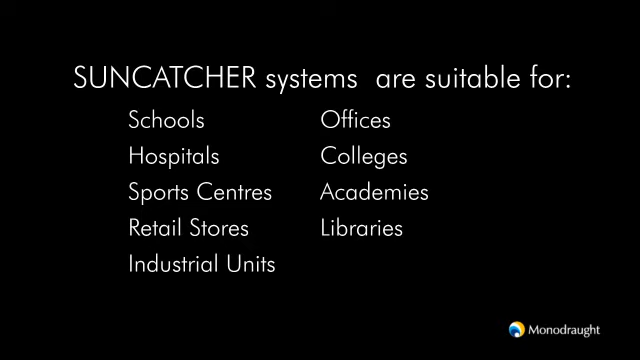 SUNCATCHER systems are suitable for:
Schools
Hospitals
Sports Centres
Retail Stores
Industrial Units
Offices
Colleges
Academies
Libraries
Monodraught